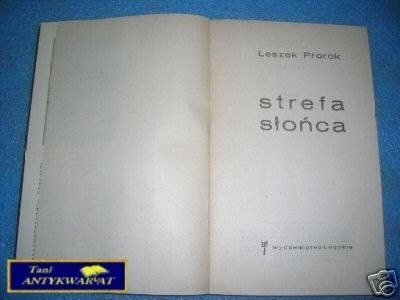 Leszek Prorok
strefa
słońca
Wydawnictwo Łódzkie
Tani
ANTYKWARIAT